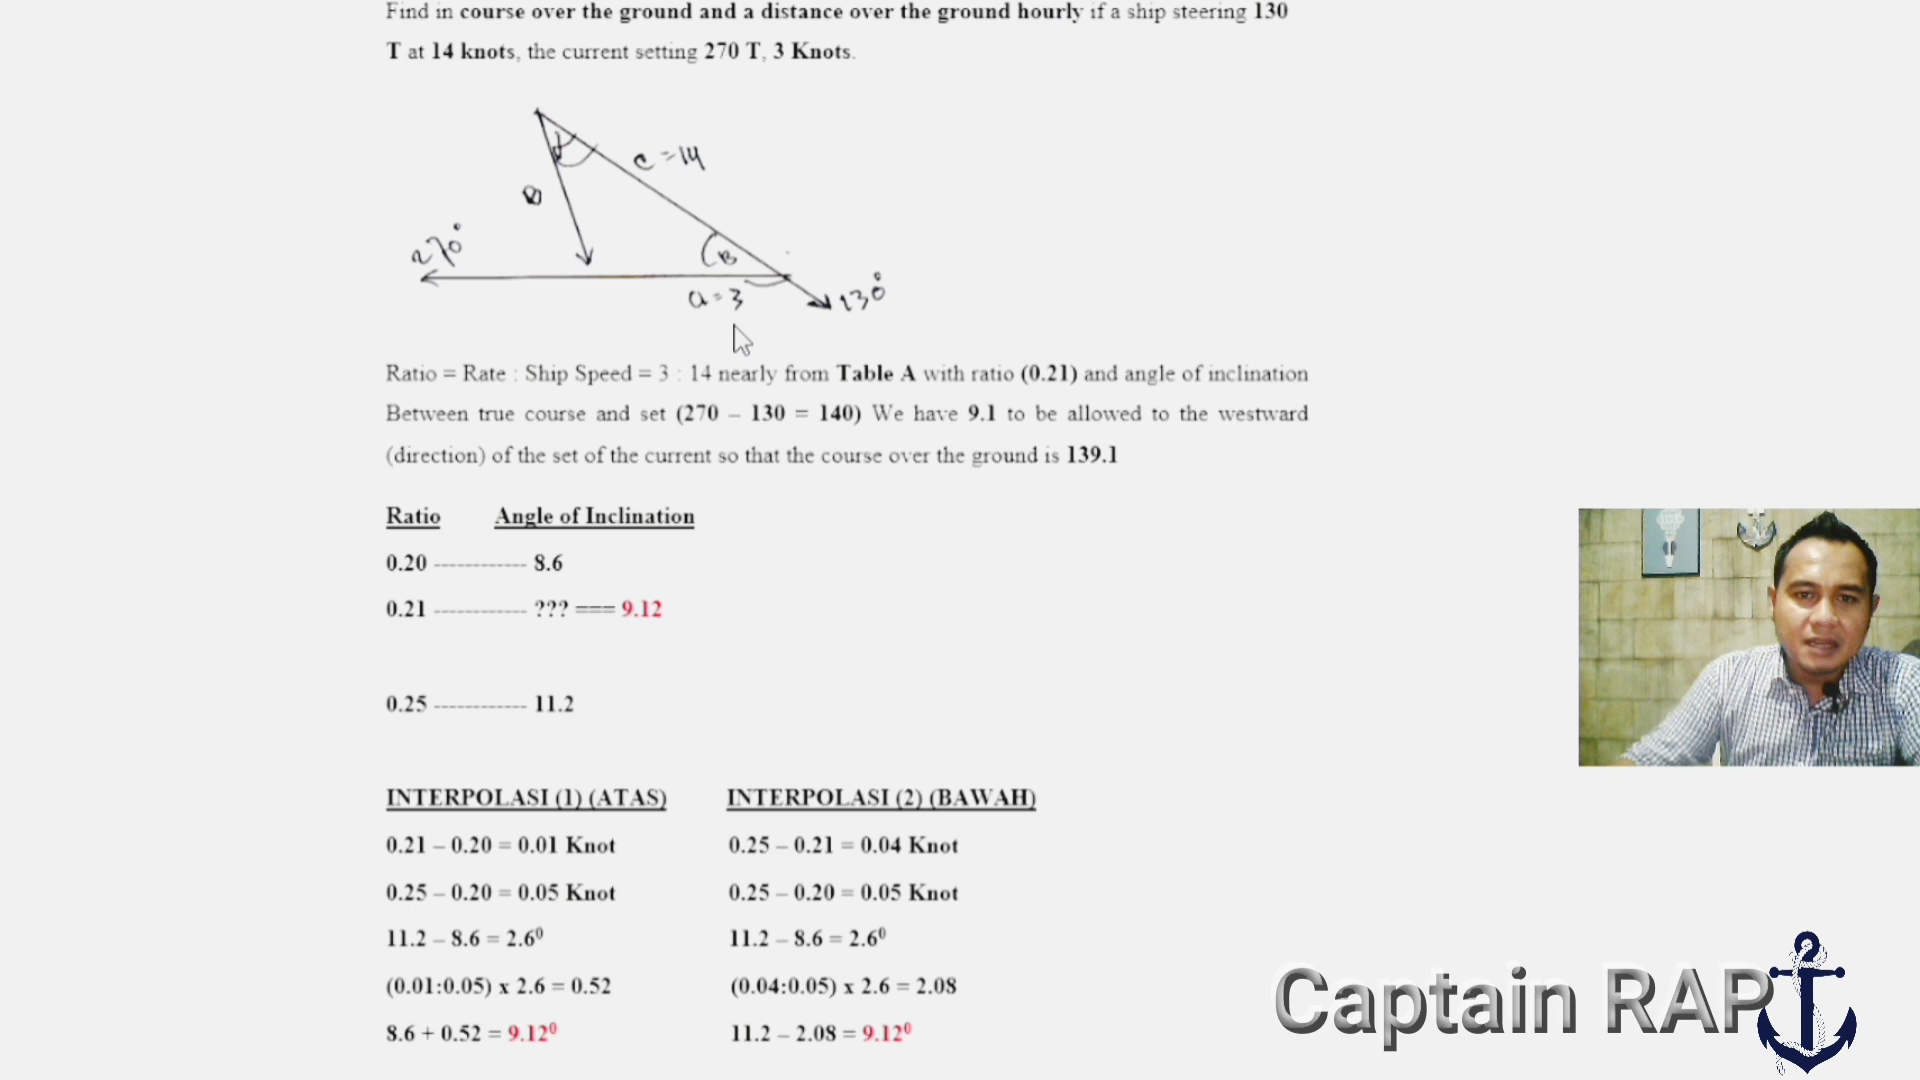 Find in course over the ground and a distance over the ground hourly if a ship steering 130
T at 14 knots, the current setting 270 T, 3 Knots.
c = 14
B
270°
B
a = 3
130°
Ratio = Rate : Ship Speed = 3 : 14 nearly from Table A with ratio (0.21) and angle of inclination
Between true course and set (270 – 130 = 140) We have 9.1 to be allowed to the westward
(direction) of the set of the current so that the course over the ground is 139.1
Ratio Angle of Inclination
0.20 ------------ 8.6
0.21 ------------ ??? === 9.12
0.25 ------------ 11.2
INTERPOLASI (1) (ATAS) INTERPOLASI (2) (BAWAH)
0.21 – 0.20 = 0.01 Knot 0.25 – 0.21 = 0.04 Knot
0.25 – 0.20 = 0.05 Knot 0.25 – 0.20 = 0.05 Knot
11.2 – 8.6 = 2.6⁰ 11.2 – 8.6 = 2.6⁰
(0.01:0.05) x 2.6 = 0.52 (0.04:0.05) x 2.6 = 2.08
8.6 + 0.52 = 9.12⁰ 11.2 – 2.08 = 9.12⁰
Captain RAP